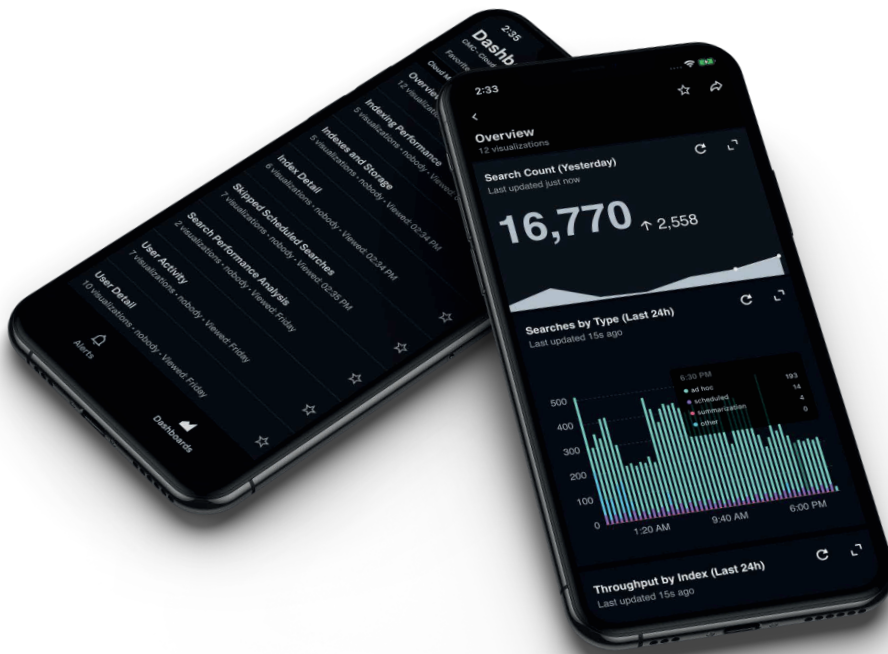 2:35
Dashb
CMC - Cloud
Favorite
Cloud M
Overvie
12 visualizations
Indexing Performance
5 visualizations • nobody • Viewed:
Indexes and Storage
5 visualizations • nobody • Viewed: 02:34 PM
Index Detail
6 visualizations • nobody • Viewed: 02:34 PM
Skipped Scheduled Searches
7 visualizations • nobody • Viewed: 02:35 PM
Search Performance Analysis
2 visualizations • nobody • Viewed: Friday
User Activity
7 visualizations • nobody • Viewed: Friday
User Detail
10 visualizations • nobody • Viewed: Friday
Alerts
Dashboards
2:33
Overview
12 visualizations
Search Count (Yesterday)
Last updated just now
16,770 ↑ 2,558
Searches by Type (Last 24h)
Last updated 15s ago
6:30 PM
ad hoc 193
scheduled 14
summarization 4
other 0
500
400
300
200
100
0
1:20 AM 9:40 AM 6:00 PM
Throughput by Index (Last 24h)
Last updated 15s ago